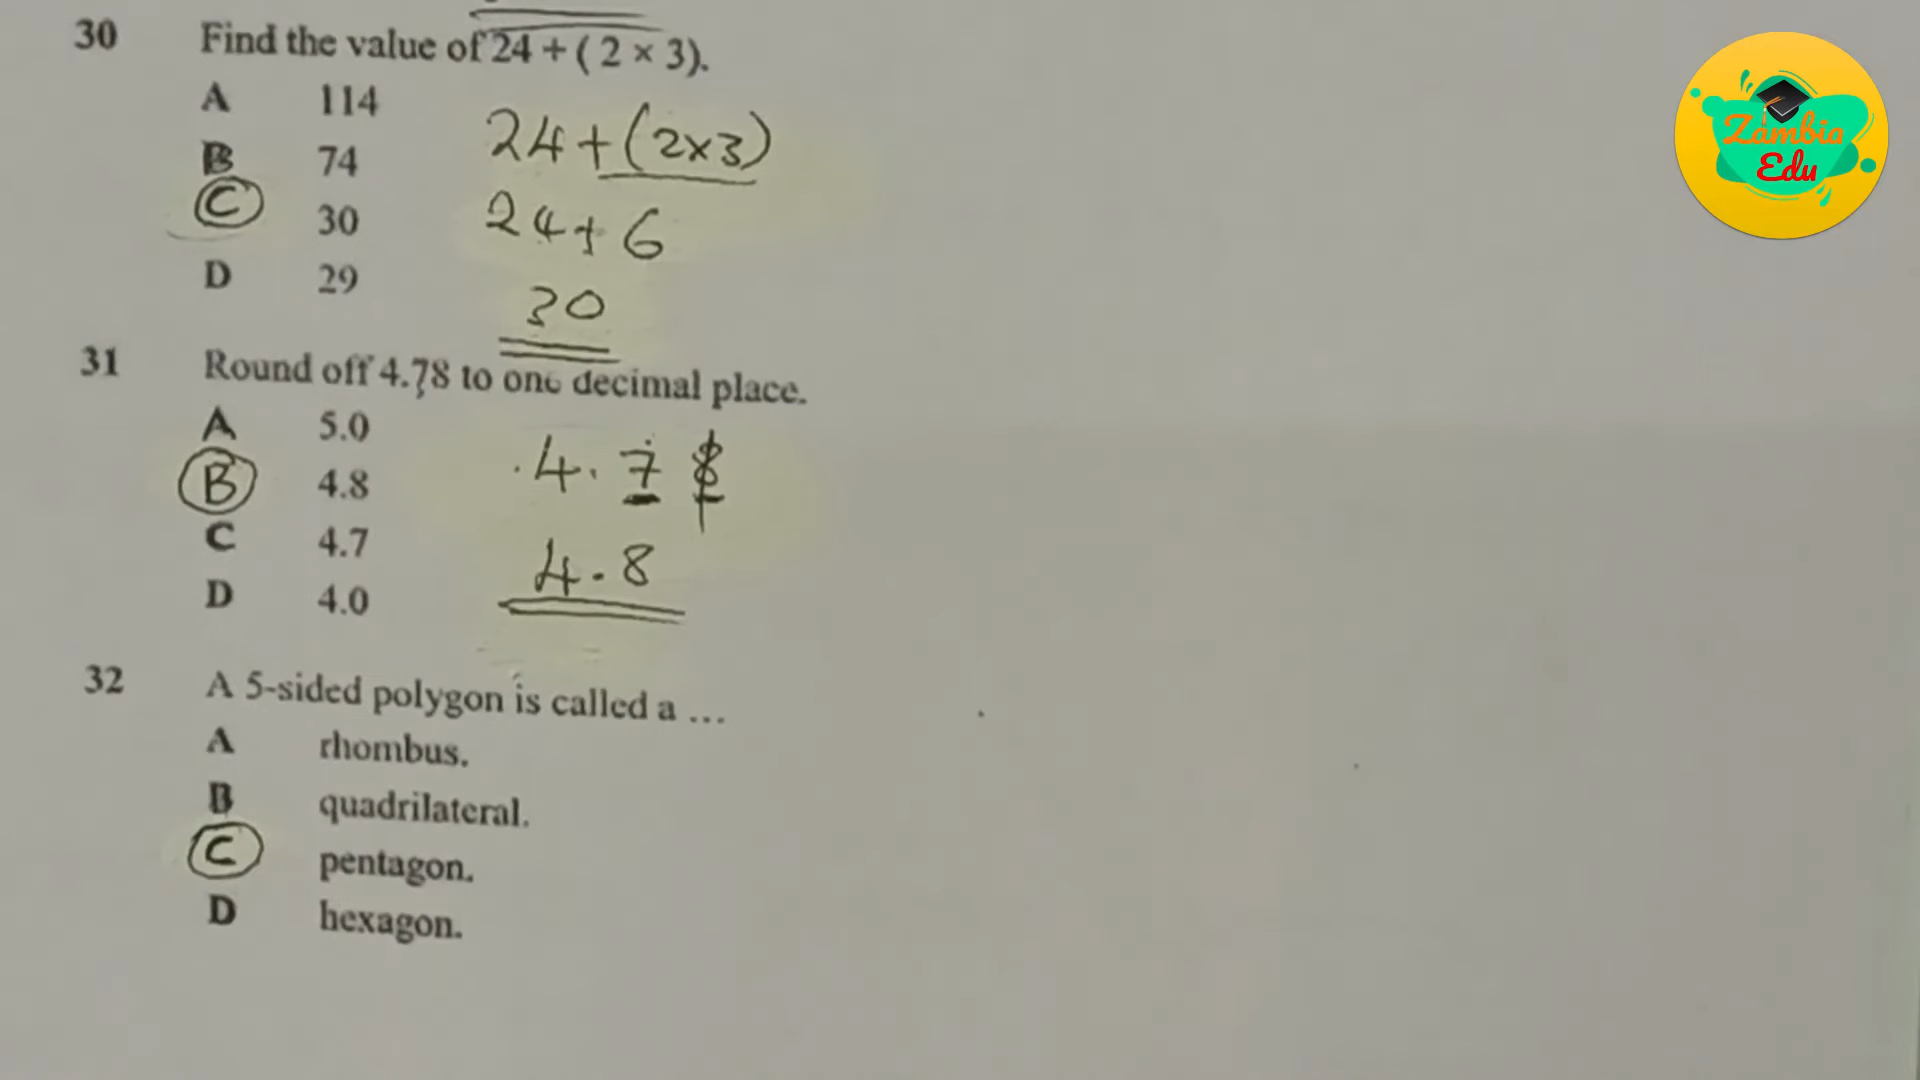 30 Find the value of 24 + ( 2 × 3).
A 114
B 74
C 30
D 29
24+(2×3)
24+6
30
31 Round off 4.78 to one decimal place.
A 5.0
B 4.8
C 4.7
D 4.0
4.78
4.8
32 A 5-sided polygon is called a ...
A rhombus.
B quadrilateral.
C pentagon.
D hexagon.
Zambia
Edu